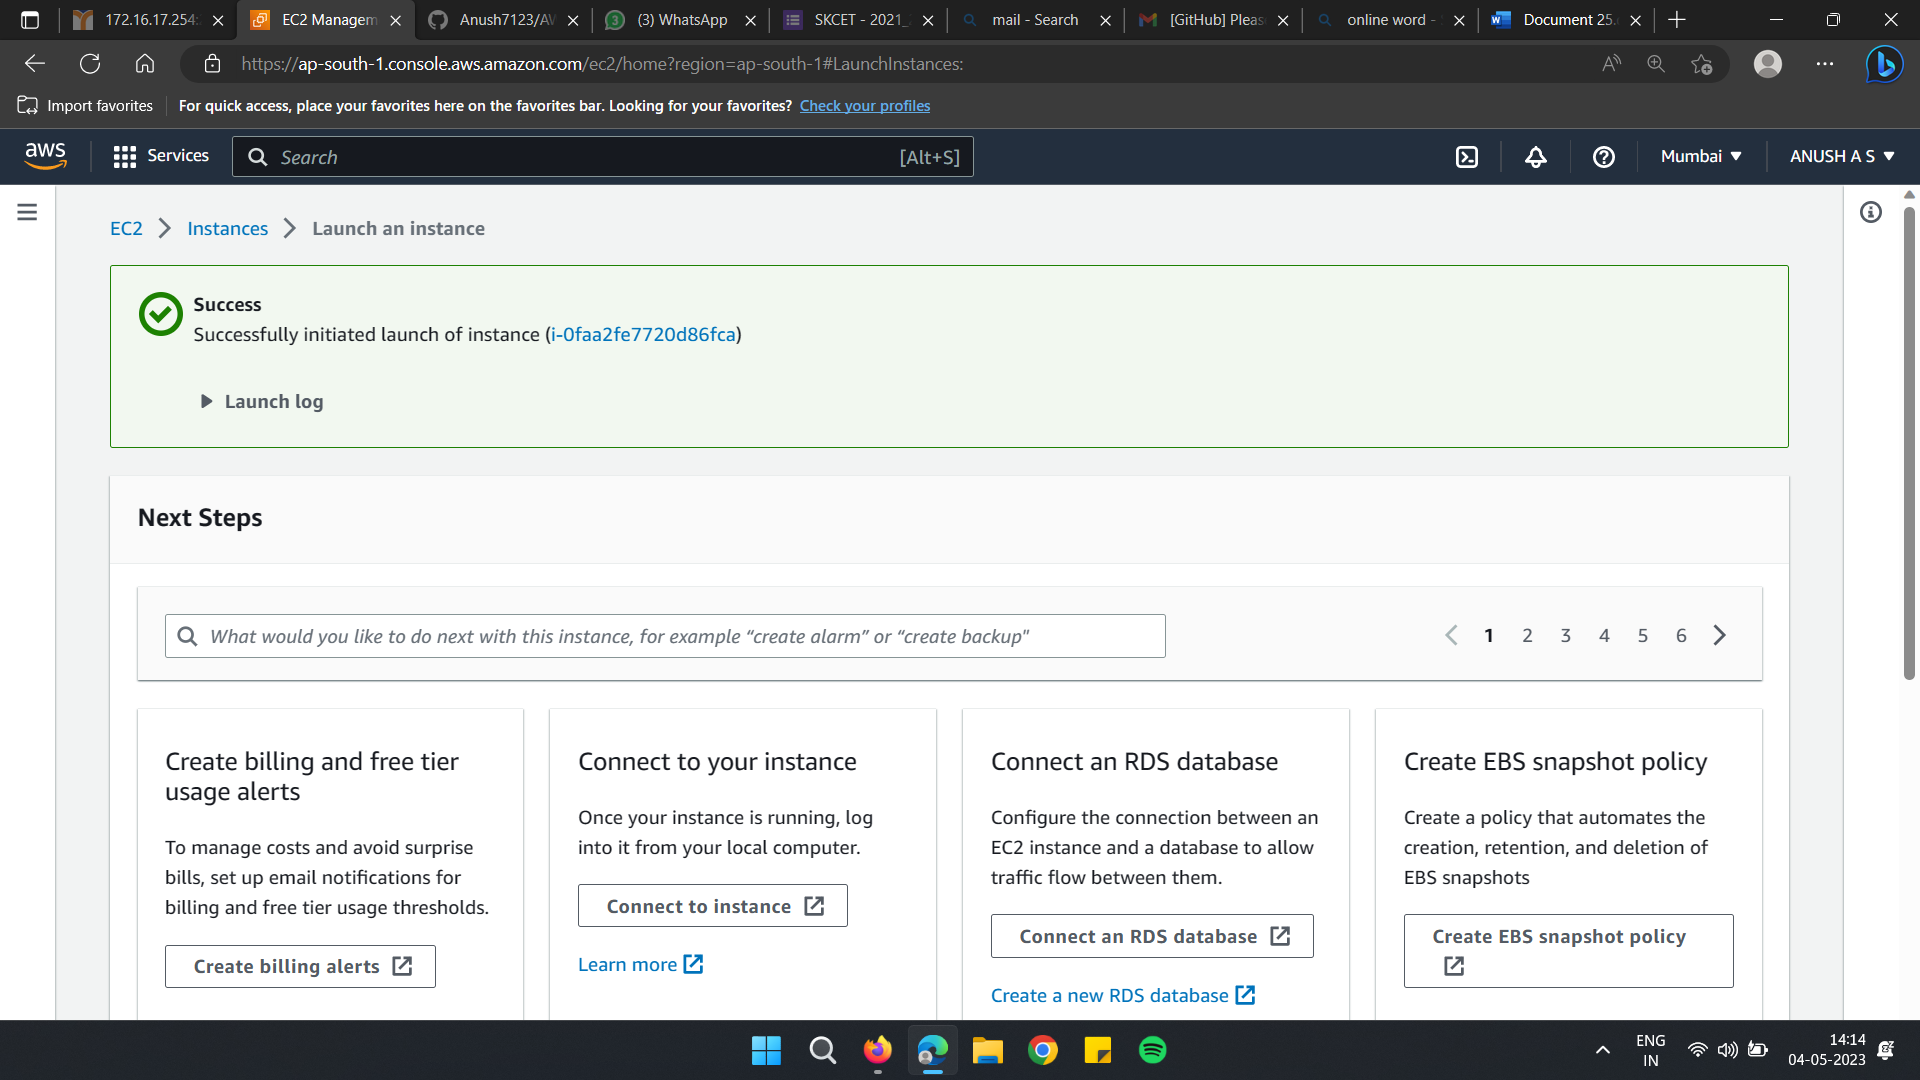 172.16.17.254:
EC2 Managem
Anush7123/AW
(3) WhatsApp
SKCET - 2021_
mail - Search
[GitHub] Pleas
online word -
Document 25.
https://ap-south-1.console.aws.amazon.com/ec2/home?region=ap-south-1#LaunchInstances:
Import favorites
For quick access, place your favorites here on the favorites bar. Looking for your favorites? Check your profiles
aws
Services
Search
[Alt+S]
Mumbai
ANUSH A S
EC2
Instances
Launch an instance
Success
Successfully initiated launch of instance (i-0faa2fe7720d86fca)
Launch log
Next Steps
What would you like to do next with this instance, for example “create alarm” or “create backup"
1 2 3 4 5 6
Create billing and free tier
usage alerts
To manage costs and avoid surprise
bills, set up email notifications for
billing and free tier usage thresholds.
Create billing alerts
Connect to your instance
Once your instance is running, log
into it from your local computer.
Connect to instance
Learn more
Connect an RDS database
Configure the connection between an
EC2 instance and a database to allow
traffic flow between them.
Connect an RDS database
Create a new RDS database
Create EBS snapshot policy
Create a policy that automates the
creation, retention, and deletion of
EBS snapshots
Create EBS snapshot policy
ENG
IN
14:14
04-05-2023